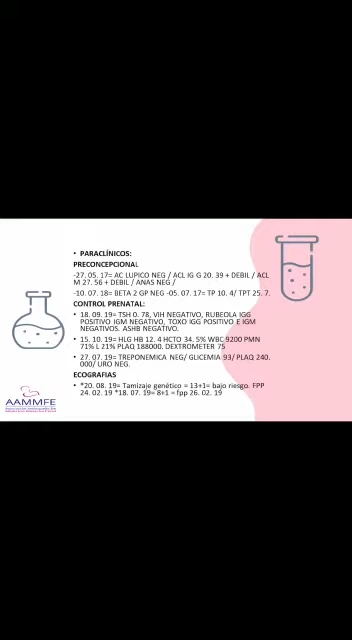 • PARACLÍNICOS:
PRECONCEPCIONAL
-27. 05. 17= AC LUPICO NEG / ACL IG G 20. 39 + DEBIL / ACL
M 27. 56 + DEBIL / ANAS NEG /
-10. 07. 18= BETA 2 GP NEG -05. 07. 17= TP 10. 4/ TPT 25. 7.
CONTROL PRENATAL:
• 18. 09. 19= TSH 0. 78, VIH NEGATIVO, RUBEOLA IGG
POSITIVO IGM NEGATIVO, TOXO IGG POSITIVO E IGM
NEGATIVOS. ASHB NEGATIVO.
• 15. 10. 19= HLG HB 12. 4 HCTO 34. 5% WBC 9200 PMN
71% L 21% PLAQ 188000. DEXTROMETER 75
• 27. 07. 19= TREPONEMICA NEG/ GLICEMIA 93/ PLAQ 240.
000/ URO NEG.
ECOGRAFIAS
• *20. 08. 19= Tamizaje genético = 13+1= bajo riesgo. FPP
24. 02. 19 *18. 07. 19= 8+1 = fpp 26. 02. 19
AAMMFE